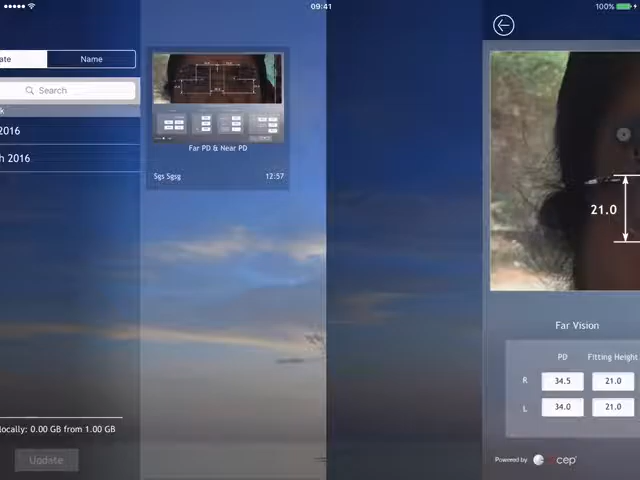 09:41
100%
ate
Name
Search
k
2016
h 2016
Far PD & Near PD
Sgs Sgsg
12:57
21.0
Far Vision
PD
Fitting Height
R
34.5
21.0
L
34.0
21.0
locally: 0.00 GB from 1.00 GB
Update
Powered by
cep